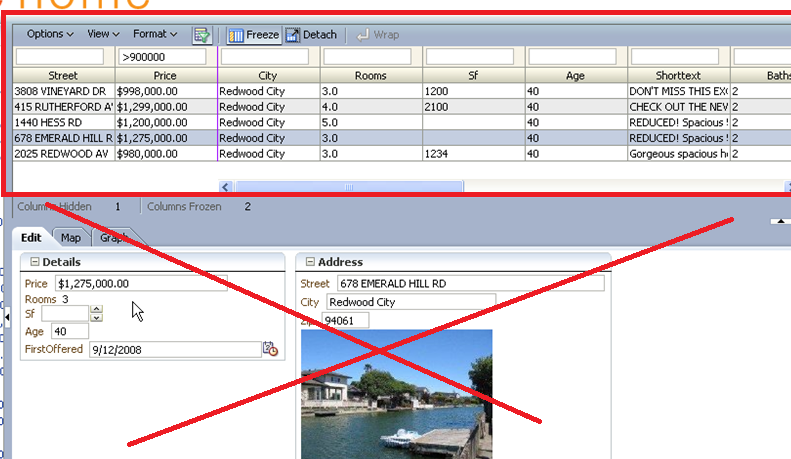 Options View Format Freeze Detach Wrap
>900000
Street Price City Rooms Sf Age Shorttext Baths
3808 VINEYARD DR $998,000.00 Redwood City 3.0 1200 40 DON'T MISS THIS EX 2
415 RUTHERFORD A $1,299,000.00 Redwood City 4.0 2100 40 CHECK OUT THE NEW 2
1440 HESS RD $1,200,000.00 Redwood City 5.0 40 REDUCED! Spacious 2
678 EMERALD HILL R $1,275,000.00 Redwood City 3.0 40 REDUCED! Spacious 2
2025 REDWOOD AV $980,000.00 Redwood City 3.0 1234 40 Gorgeous spacious 2
Columns Hidden 1 Columns Frozen 2
Edit Map Graph
Details
Price $1,275,000.00
Rooms 3
Sf
Age 40
FirstOffered 9/12/2008
Address
Street 678 EMERALD HILL RD
City Redwood City
Zip 94061